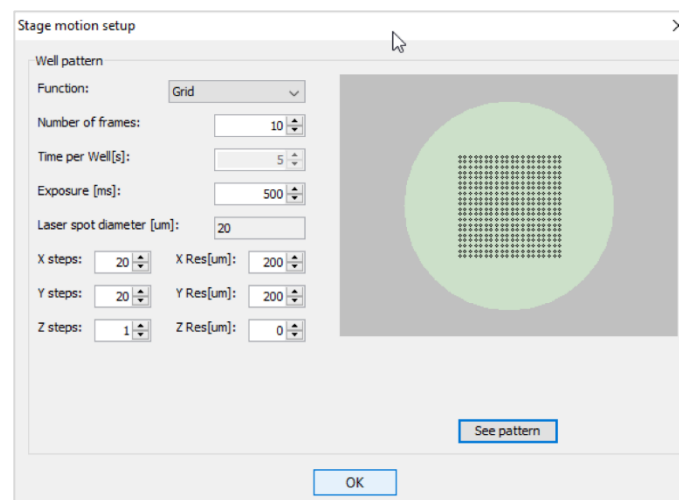 Stage motion setup
Well pattern
Function: Grid
Number of frames: 10
Time per Well[s]: 5
Exposure [ms]: 500
Laser spot diameter [um]: 20
X steps: 20 X Res[um]: 200
Y steps: 20 Y Res[um]: 200
Z steps: 1 Z Res[um]: 0
See pattern
OK